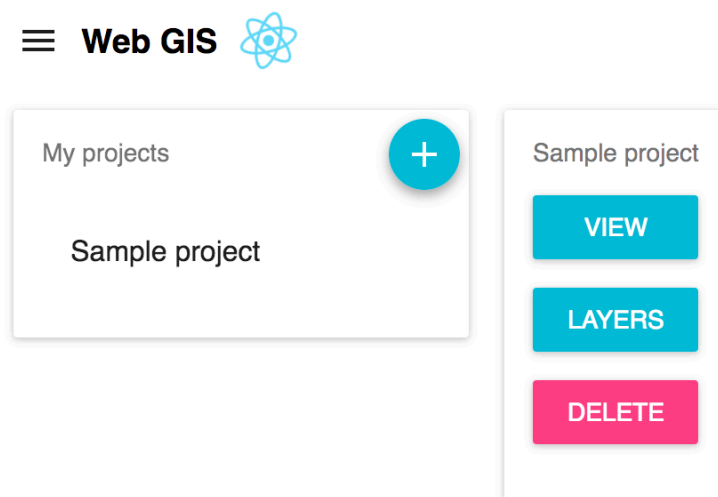 Web GIS
My projects
Sample project
Sample project
VIEW
LAYERS
DELETE